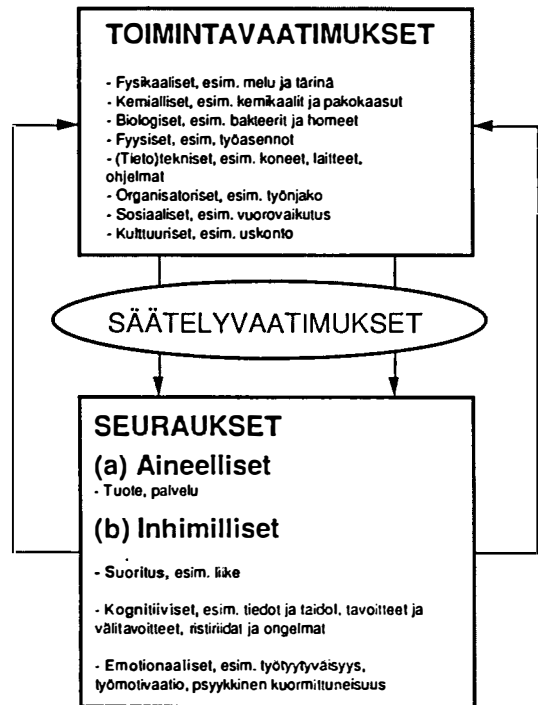 TOIMINTAVAATIMUKSET
- Fysikaaliset, esim. melu ja tärinä
- Kemialliset, esim. kemikaalit ja pakokaasut
- Biologiset, esim. bakteerit ja homeet
- Fyysiset, esim. työasennot
- (Tieto)tekniset, esim. koneet, laitteet,
ohjelmat
- Organisatoriset, esim. työnjako
- Sosiaaliset, esim. vuorovaikutus
- Kulttuuriset, esim. uskonto
SÄÄTELYVAATIMUKSET
SEURAUKSET
(a) Aineelliset
- Tuote, palvelu
(b) Inhimilliset
- Suoritus, esim. liike
- Kognitiiviset, esim. tiedot ja taidot, tavoitteet ja
välitavoitteet, ristiriidat ja ongelmat
- Emotionaaliset, esim. työtyytyväisyys,
työmotivaatio, psyykkinen kuormittuneisuus